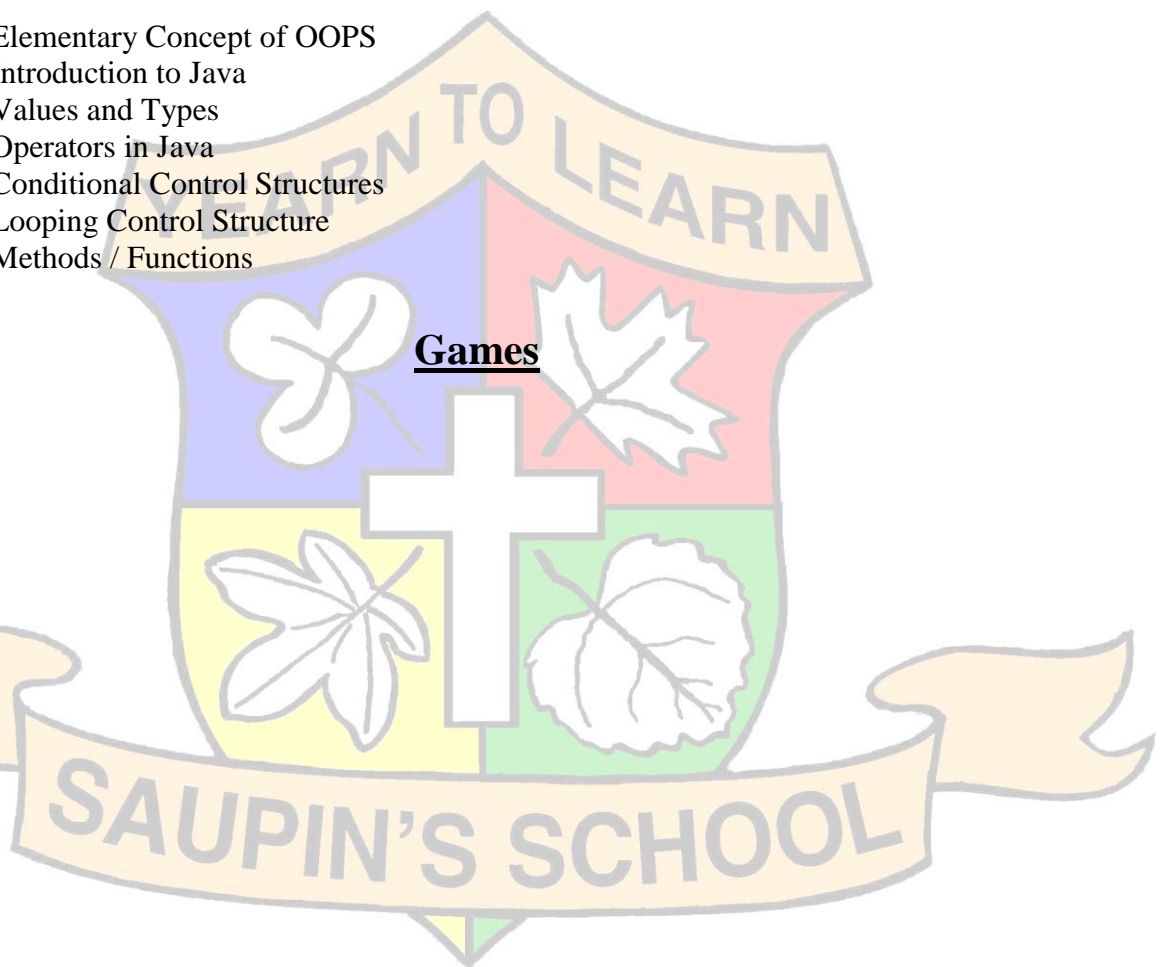 Elementary Concept of OOPS
Introduction to Java
Values and Types
Operators in Java
Conditional Control Structures
Looping Control Structure
Methods / Functions
YEARN TO LEARN
Games
SAUPIN'S SCHOOL